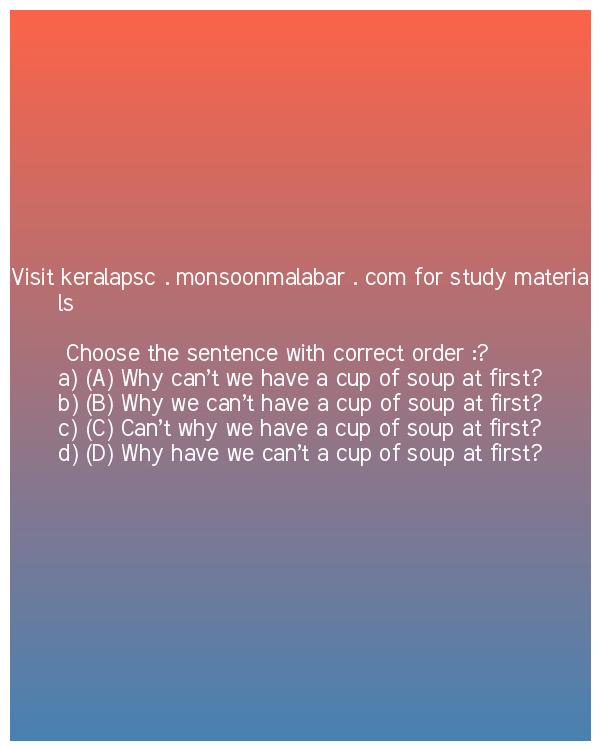 Visit keralapsc . monsoonmalabar . com for study materia
ls
Choose the sentence with correct order :?
a) (A) Why can’t we have a cup of soup at first?
b) (B) Why we can’t have a cup of soup at first?
c) (C) Can’t why we have a cup of soup at first?
d) (D) Why have we can’t a cup of soup at first?